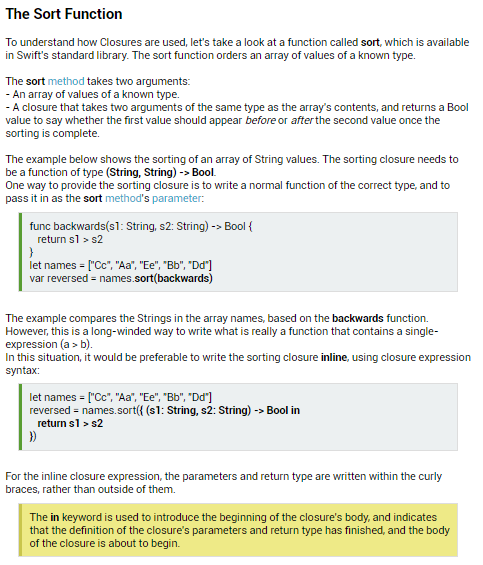 The Sort Function
To understand how Closures are used, let's take a look at a function called sort, which is available
in Swift's standard library. The sort function orders an array of values of a known type.
The sort method takes two arguments:
- An array of values of a known type.
- A closure that takes two arguments of the same type as the array's contents, and returns a Bool
value to say whether the first value should appear before or after the second value once the
sorting is complete.
The example below shows the sorting of an array of String values. The sorting closure needs to
be a function of type (String, String) -> Bool.
One way to provide the sorting closure is to write a normal function of the correct type, and to
pass it in as the sort method's parameter:
func backwards(s1: String, s2: String) -> Bool {
return s1 > s2
}
let names = ["Cc", "Aa", "Ee", "Bb", "Dd"]
var reversed = names.sort(backwards)
The example compares the Strings in the array names, based on the backwards function.
However, this is a long-winded way to write what is really a function that contains a single-
expression (a > b).
In this situation, it would be preferable to write the sorting closure inline, using closure expression
syntax:
let names = ["Cc", "Aa", "Ee", "Bb", "Dd"]
reversed = names.sort({ (s1: String, s2: String) -> Bool in
return s1 > s2
})
For the inline closure expression, the parameters and return type are written within the curly
braces, rather than outside of them.
The in keyword is used to introduce the beginning of the closure's body, and indicates
that the definition of the closure's parameters and return type has finished, and the body
of the closure is about to begin.